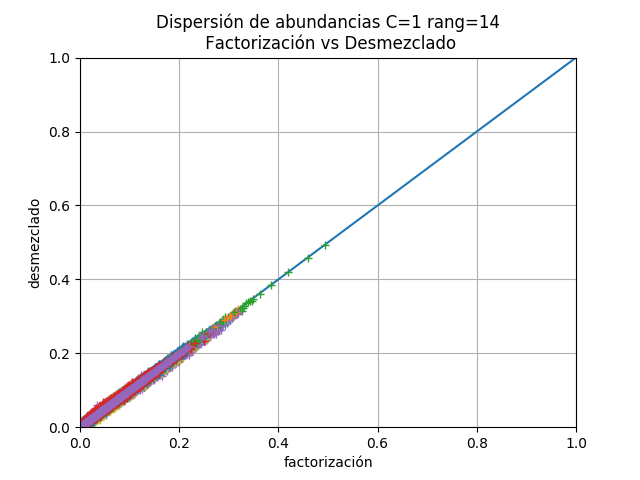 Dispersión de abundancias C=1 rang=14
Factorización vs Desmezclado
1.0
0.8
0.6
0.4
0.2
0.0
desmezclado
0.0 0.2 0.4 0.6 0.8 1.0
factorización